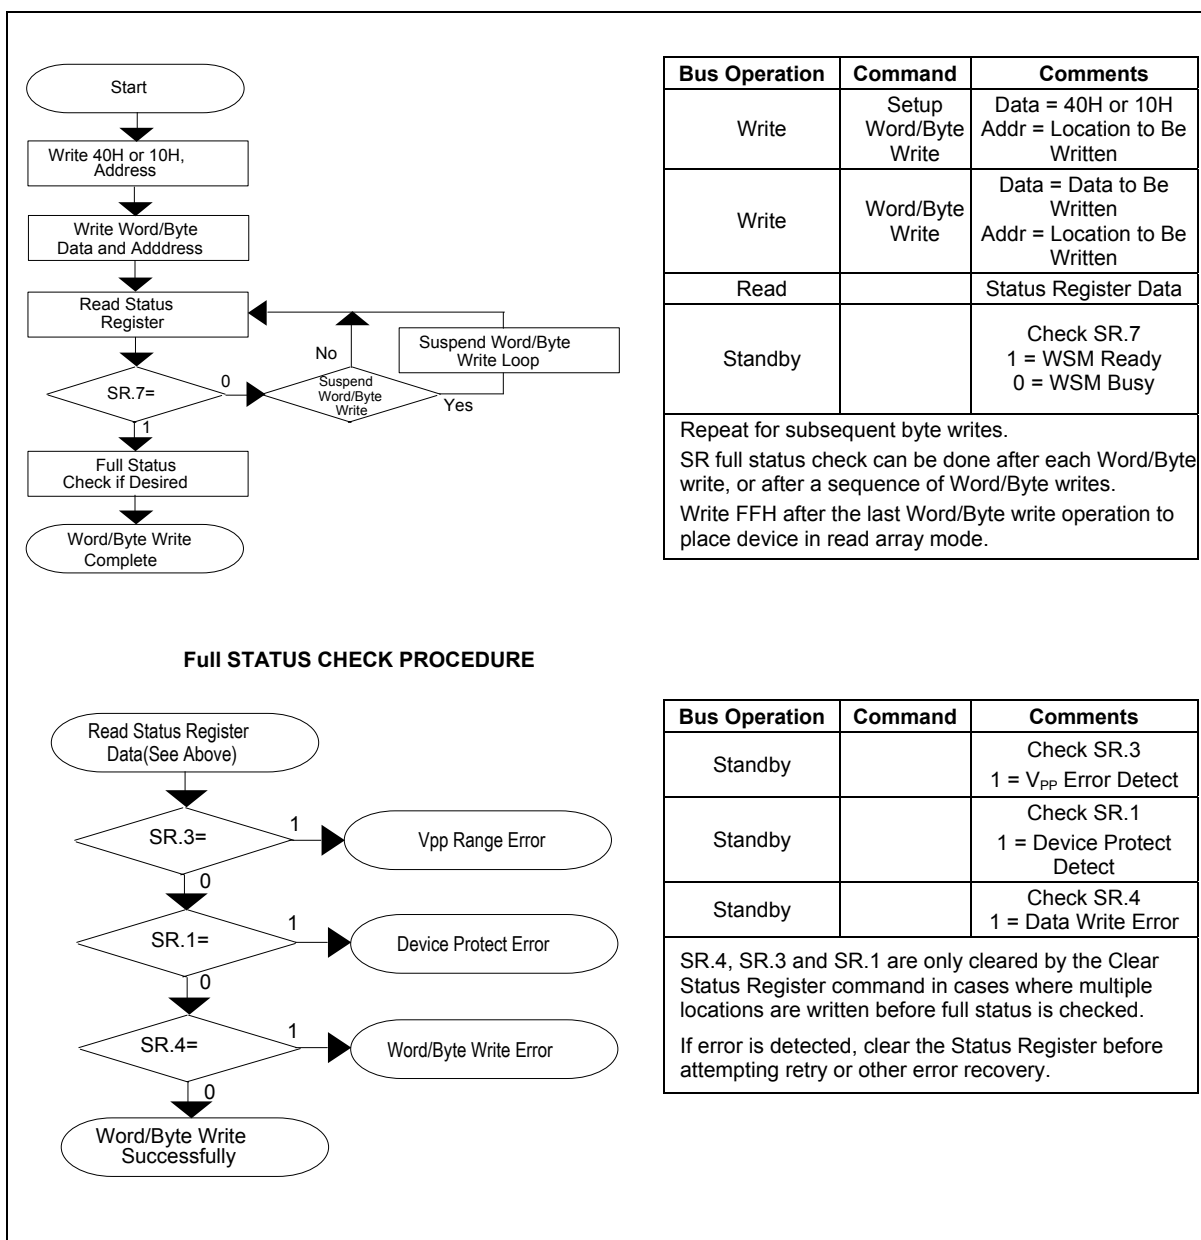 Start
Write 40H or 10H,
Address
Write Word/Byte
Data and Adddress
Read Status
Register
SR.7=
0
1
No
Suspend
Word/Byte
Write
Yes
Suspend Word/Byte
Write Loop
Full Status
Check if Desired
Word/Byte Write
Complete
Bus Operation Command Comments
Write
Setup
Word/Byte
Write
Data = 40H or 10H
Addr = Location to Be
Written
Write
Word/Byte
Write
Data = Data to Be
Written
Addr = Location to Be
Written
Read Status Register Data
Standby
Check SR.7
1 = WSM Ready
0 = WSM Busy
Repeat for subsequent byte writes.
SR full status check can be done after each Word/Byte
write, or after a sequence of Word/Byte writes.
Write FFH after the last Word/Byte write operation to
place device in read array mode.
Full STATUS CHECK PROCEDURE
Read Status Register
Data(See Above)
SR.3=
1
Vpp Range Error
0
SR.1=
1
Device Protect Error
0
SR.4=
1
Word/Byte Write Error
0
Word/Byte Write
Successfully
Bus Operation Command Comments
Standby
Check SR.3
1 = VPP Error Detect
Standby
Check SR.1
1 = Device Protect
Detect
Standby
Check SR.4
1 = Data Write Error
SR.4, SR.3 and SR.1 are only cleared by the Clear
Status Register command in cases where multiple
locations are written before full status is checked.
If error is detected, clear the Status Register before
attempting retry or other error recovery.